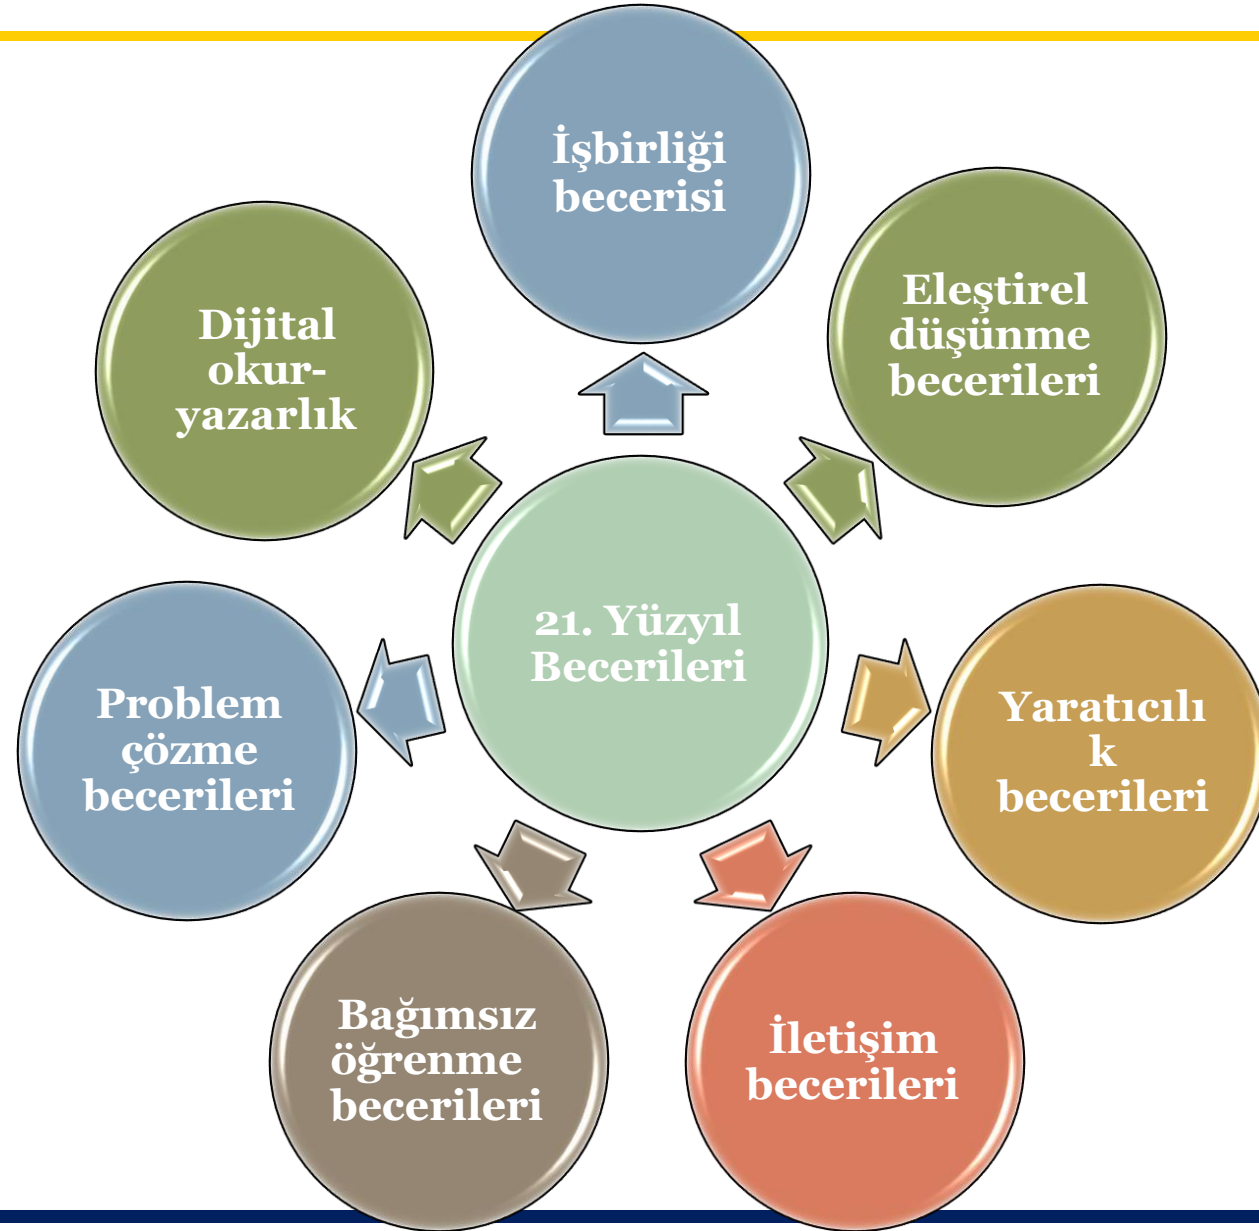 İşbirliği
becerisi
Eleştirel
düşünme
becerileri
Dijital
okur-
yazarlık
21. Yüzyıl
Becerileri
Yaratıcılı
k
becerileri
Problem
çözme
becerileri
İletişim
becerileri
Bağımsız
öğrenme
becerileri